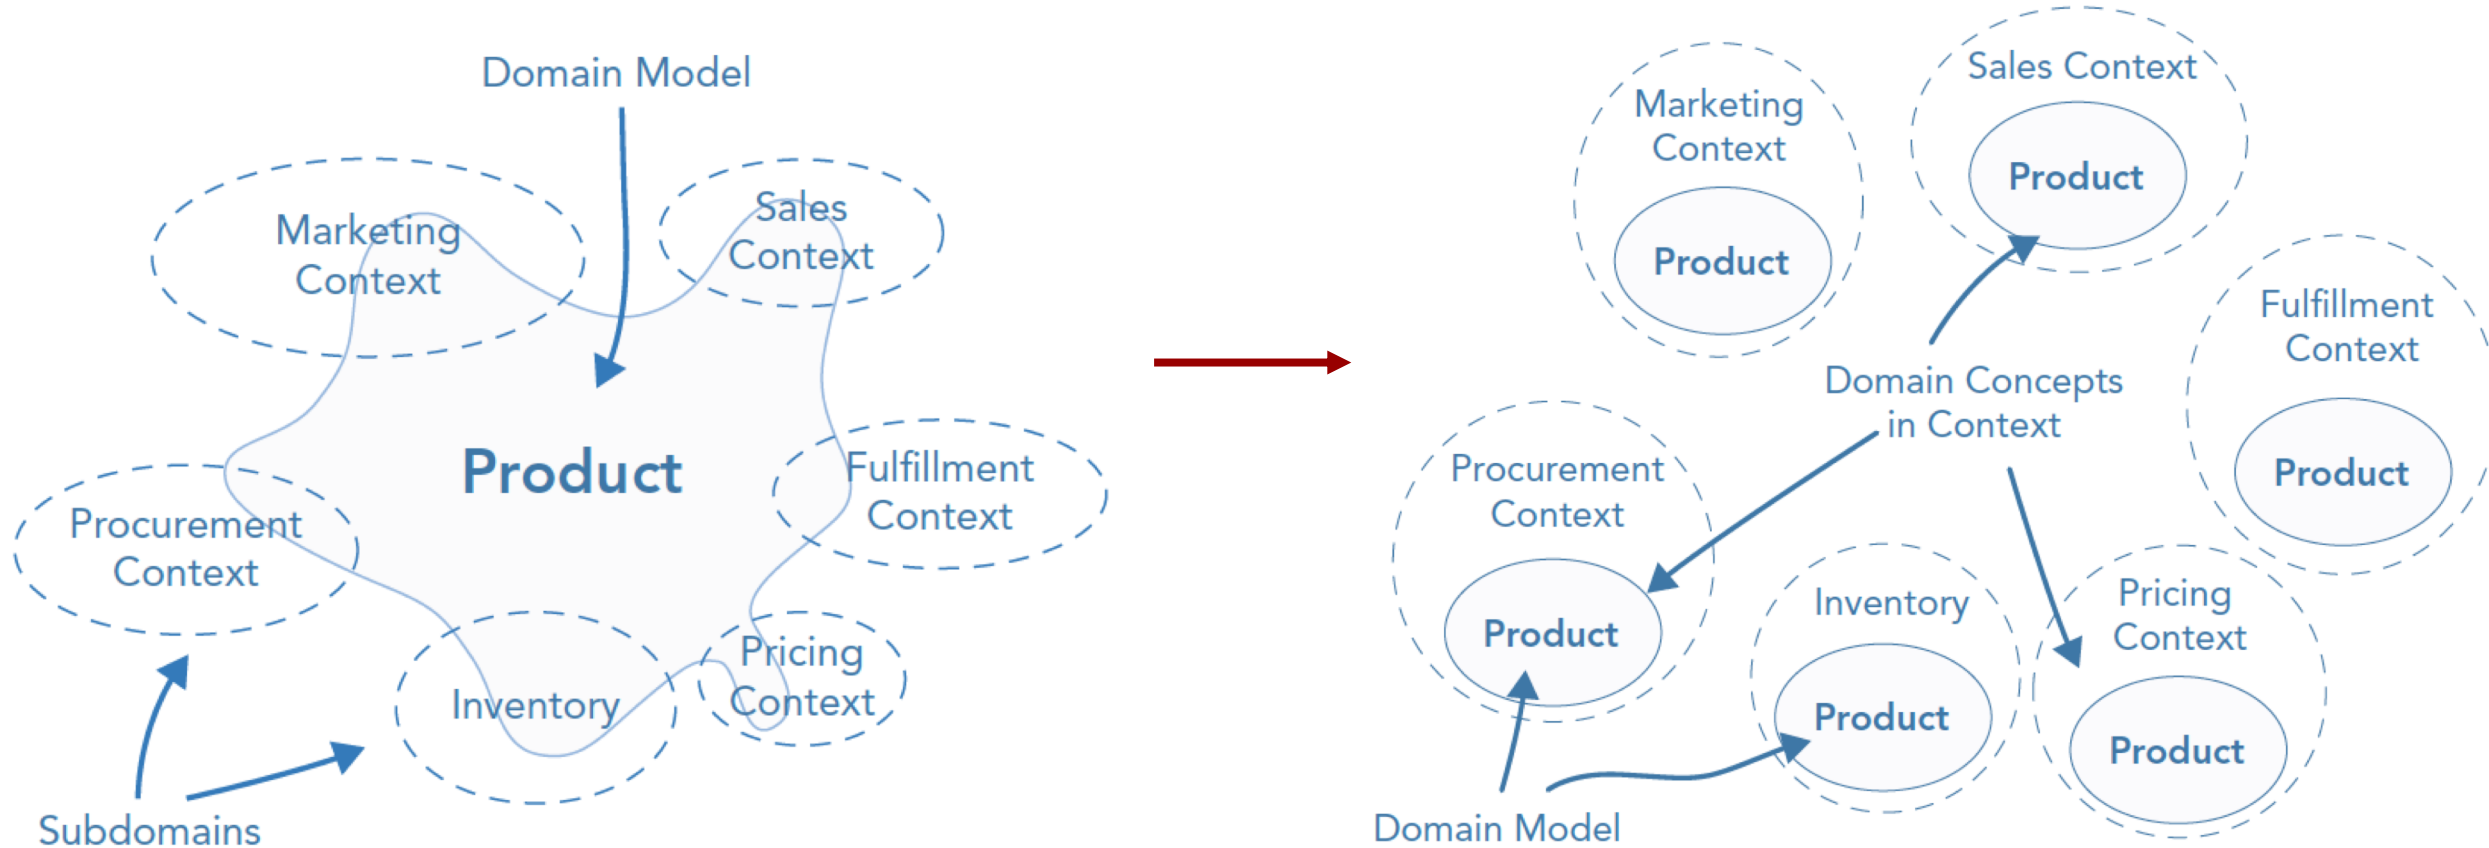 Domain Model
Marketing
Context
Sales
Context
Product
Fulfillment
Context
Procurement
Context
Inventory
Pricing
Context
Subdomains
Marketing
Context
Product
Sales Context
Product
Fulfillment
Context
Product
Domain Concepts
in Context
Procurement
Context
Product
Inventory
Product
Pricing
Context
Product
Domain Model